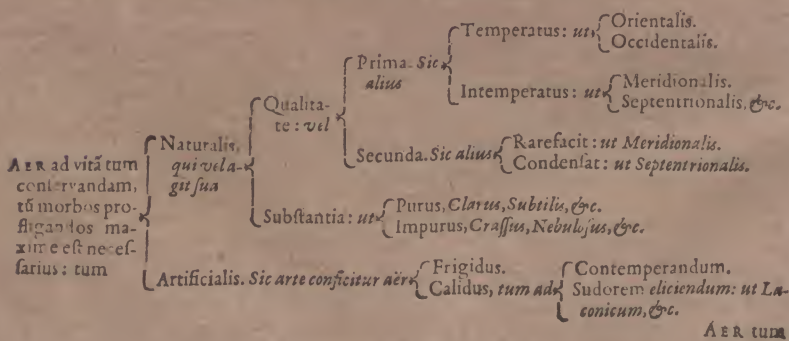 AER ad vitã tum
conservandam,
tũ morbos pro-
fligandos ma-
xime est neces-
sarius: tum
Naturalis,
qui vel a-
git sua
Qualita-
te: vel
Prima. Sic
alius
Temperatus: ut
Orientalis.
Occidentalis.
Intemperatus: ut
Meridionalis.
Septentrionalis. &c.
Secunda. Sic alius
Rarefacit: ut Meridionalis.
Condensat: ut Septentrionalis.
Substantia: ut
Purus, Clarus, Subtilis, &c.
Impurus, Crassus, Nebulosus, &c.
Artificialis. Sic arte conficitur aër
Frigidus.
Calidus, tum ad
Contemperandum.
Sudorem eliciendum: ut La-
conicum, &c.
AER tum